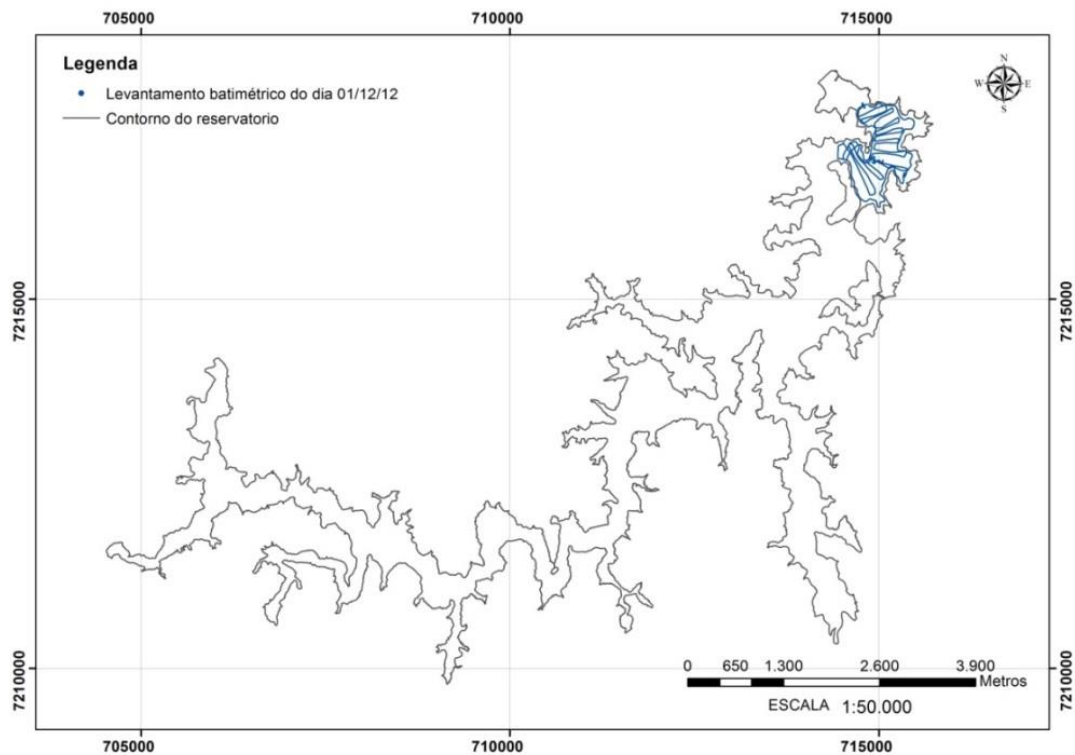 705000 710000 715000
Legenda
Levantamento batimétrico do dia 01/12/12
Contorno do reservatorio
N
W E
S
7215000 7215000
7210000 7210000
0 650 1.300 2.600 3.900
Metros
ESCALA 1:50.000
705000 710000 715000